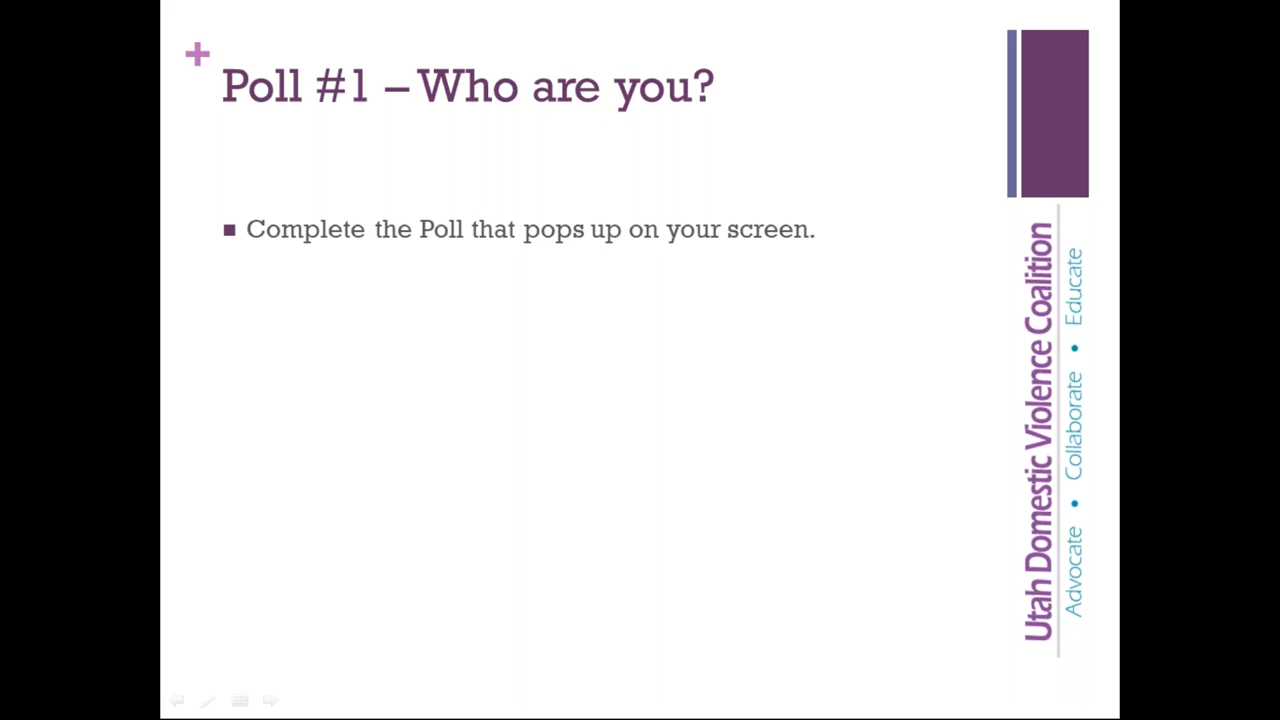 Poll #1 – Who are you?
Complete the Poll that pops up on your screen.
Utah Domestic Violence Coalition
Advocate • Collaborate • Educate